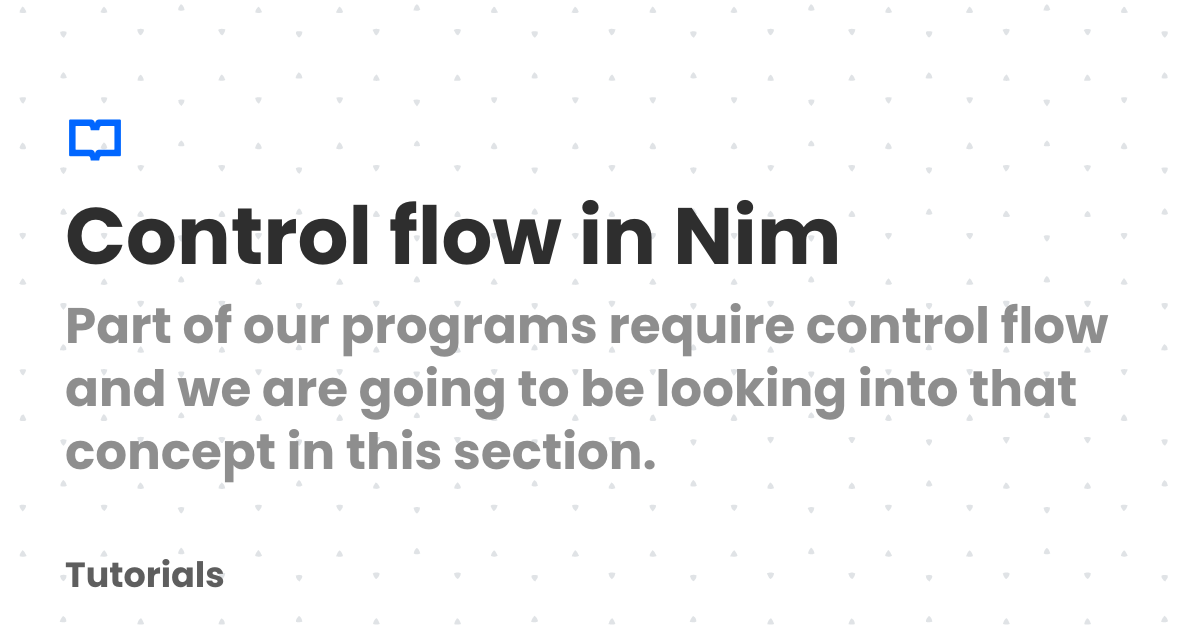 Control flow in Nim
Part of our programs require control flow
and we are going to be looking into that
concept in this section.
Tutorials